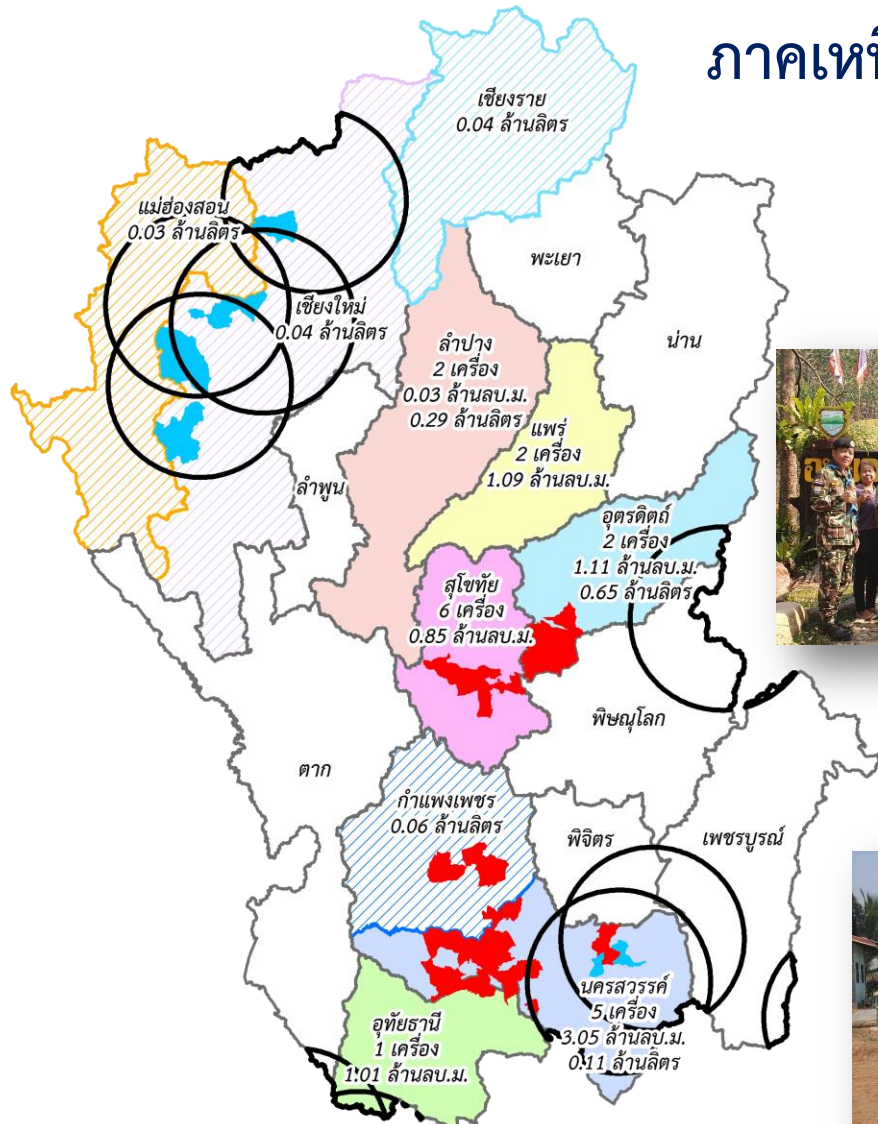 ภาคเหนือ
เชียงราย
0.04 ล้านลิตร
แม่ฮ่องสอน
0.03 ล้านลิตร
พะเยา
เชียงใหม่
0.04 ล้านลิตร
น่าน
ลำปาง
2 เครื่อง
0.03 ล้านลบ.ม.
0.29 ล้านลิตร
แพร่
2 เครื่อง
1.09 ล้านลบ.ม.
ลำพูน
อุตรดิตถ์
2 เครื่อง
1.11 ล้านลบ.ม.
0.65 ล้านลิตร
สุโขทัย
6 เครื่อง
0.85 ล้านลบ.ม.
พิษณุโลก
ตาก
กำแพงเพชร
0.06 ล้านลิตร
พิจิตร
เพชรบูรณ์
นครสวรรค์
5 เครื่อง
3.05 ล้านลบ.ม.
0.11 ล้านลิตร
อุทัยธานี
1 เครื่อง
1.01 ล้านลบ.ม.